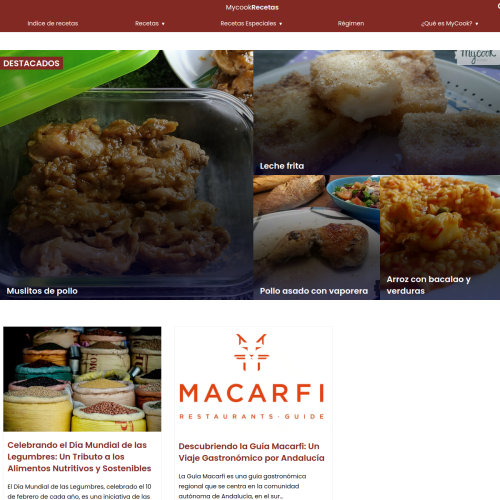 MycookRecetas
Indice de recetas
Recetas ▾
Recetas Especiales ▾
Régimen
¿Qué es MyCook? ▾
DESTACADOS
mycook
Leche frita
Muslitos de pollo
Pollo asado con vaporera
Arroz con bacalao y
verduras
MACARFI
RESTAURANTS·GUIDE
Celebrando el Día Mundial de las
Legumbres: Un Tributo a los
Alimentos Nutritivos y Sostenibles
El Día Mundial de las Legumbres, celebrado el 10
de febrero de cada año, es una iniciativa de las
Descubriendo la Guía Macarfi: Un
Viaje Gastronómico por Andalucía
La Guía Macarfi es una guía gastronómica
regional que se centra en la comunidad
autónoma de Andalucía, en el sur...